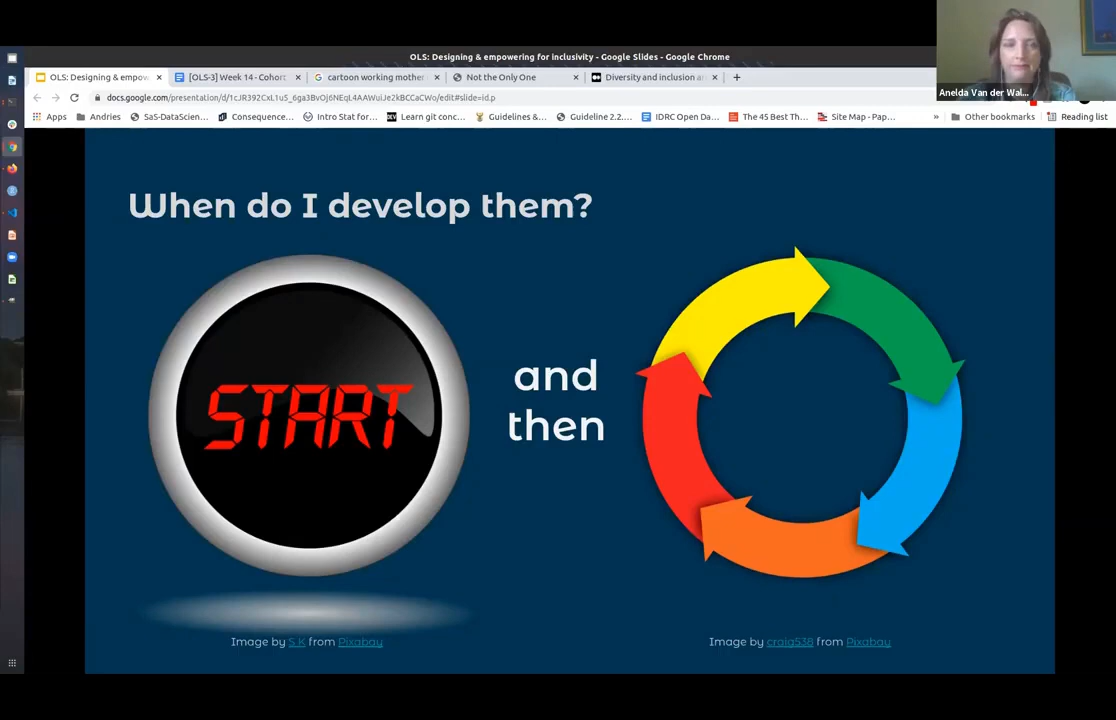 OLS: Designing & empowering for inclusivity - Google Slides - Google Chrome
Anelda Van der Wal...
OLS: Designing & empow
[OLS-3] Week 14 - Cohort
cartoon working mother
Not the Only One
Diversity and inclusion ar
docs.google.com/presentation/d/1cJR392CxL1u5_6ga3BvOj6NEqL4AAWuiJe2kBCCaCWo/edit#slide=id.p
Apps
Andries
SaS-DataScien...
Consequence...
Intro Stat for...
Learn git conc...
Guidelines &...
Guideline 2.2....
IDRC Open Da...
The 45 Best Th...
Site Map - Pap...
»
Other bookmarks
Reading list
When do I develop them?
START
and
then
Image by S K from Pixabay
Image by craig538 from Pixabay